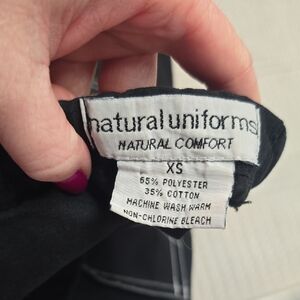 natural uniforms
NATURAL COMFORT
XS
65% POLYESTER
35% COTTON
MACHINE WASH WARM
NON-CHLORINE BLEACH